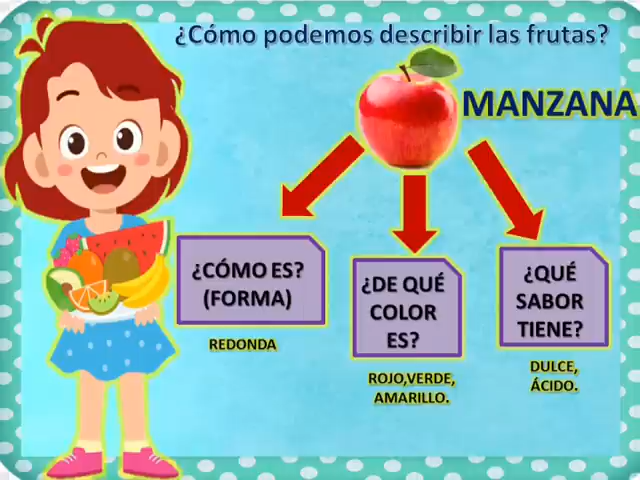 ¿Cómo podemos describir las frutas?
MANZANA
¿CÓMO ES?
(FORMA)
REDONDA
¿DE QUÉ
COLOR
ES?
ROJO,VERDE,
AMARILLO.
¿QUÉ
SABOR
TIENE?
DULCE,
ÁCIDO.